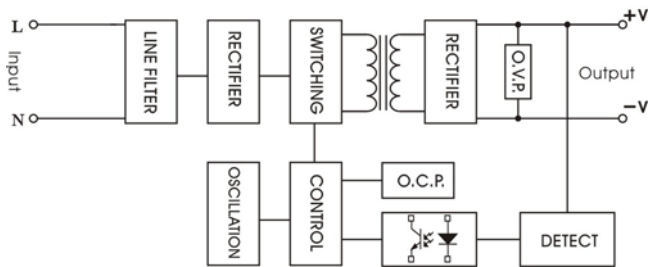 L
+V
Input
LINE FILTER
RECTIFIER
SWITCHING
RECTIFIER
O.V.P.
Output
N
-V
OSCILLATION
CONTROL
O.C.P.
DETECT